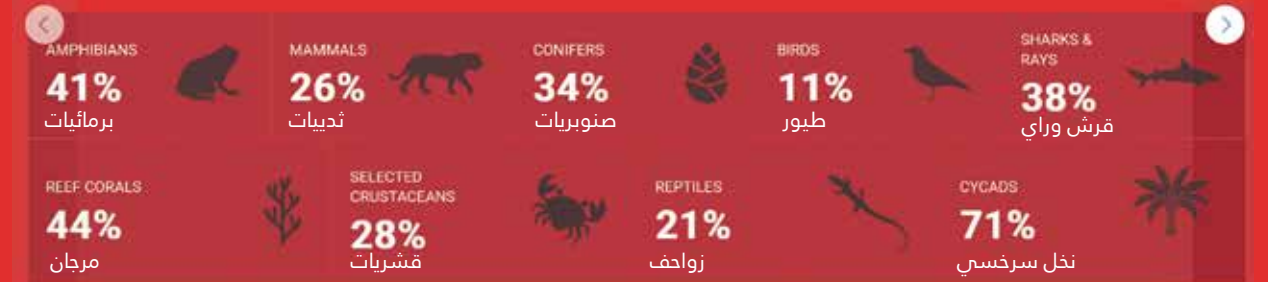 AMPHIBIANS
41%
برمائيات
MAMMALS
26%
ثدييات
CONIFERS
34%
صنوبريات
BIRDS
11%
طيور
SHARKS &
RAYS
38%
قرش وراي
REEF CORALS
44%
مرجان
SELECTED
CRUSTACEANS
28%
قشريات
REPTILES
21%
زواحف
CYCADS
71%
نخل سرخسي